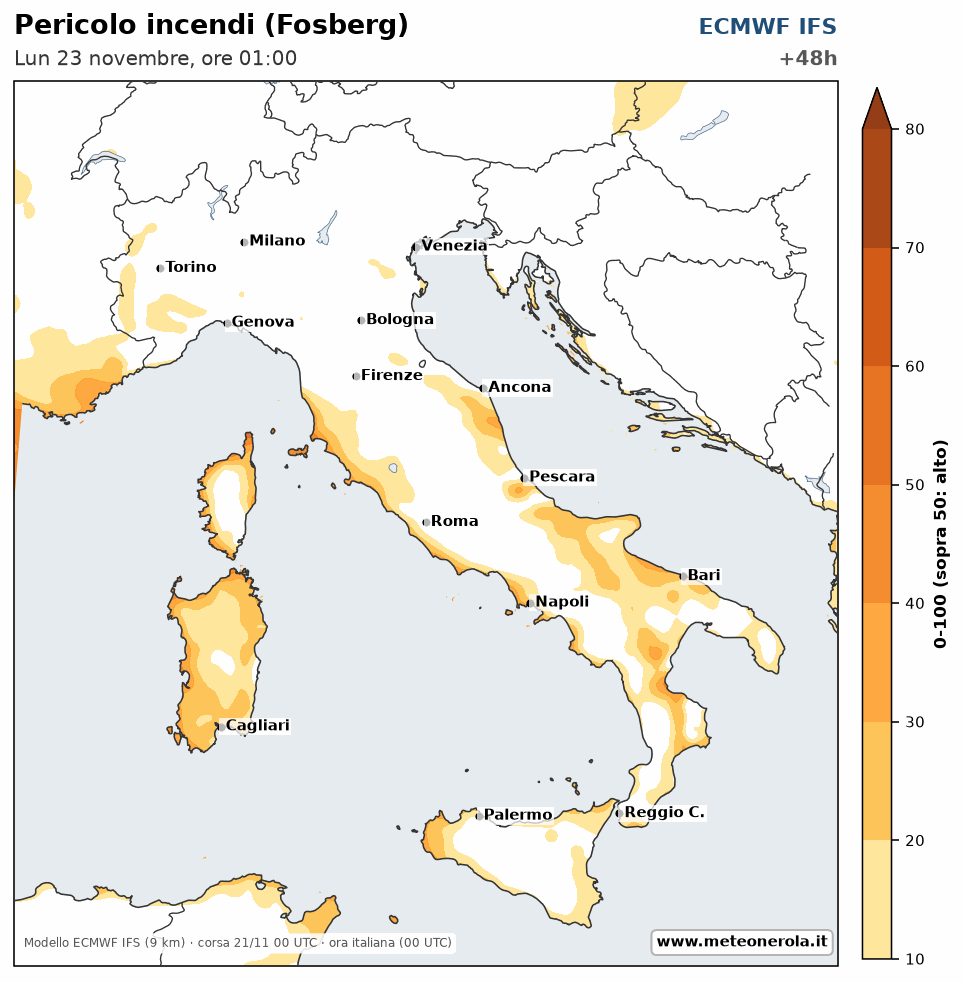 Pericolo incendi (Fosberg)
ECMWF IFS
Lun 23 novembre, ore 01:00
+48h
80
70
60
50
40
30
20
10
0-100 (sopra 50: alto)
Milano
Venezia
Torino
Genova
Bologna
Firenze
Ancona
Pescara
Roma
Bari
Napoli
Cagliari
Palermo
Reggio C.
Modello ECMWF IFS (9 km) · corsa 21/11 00 UTC · ora italiana (00 UTC)
www.meteonerola.it